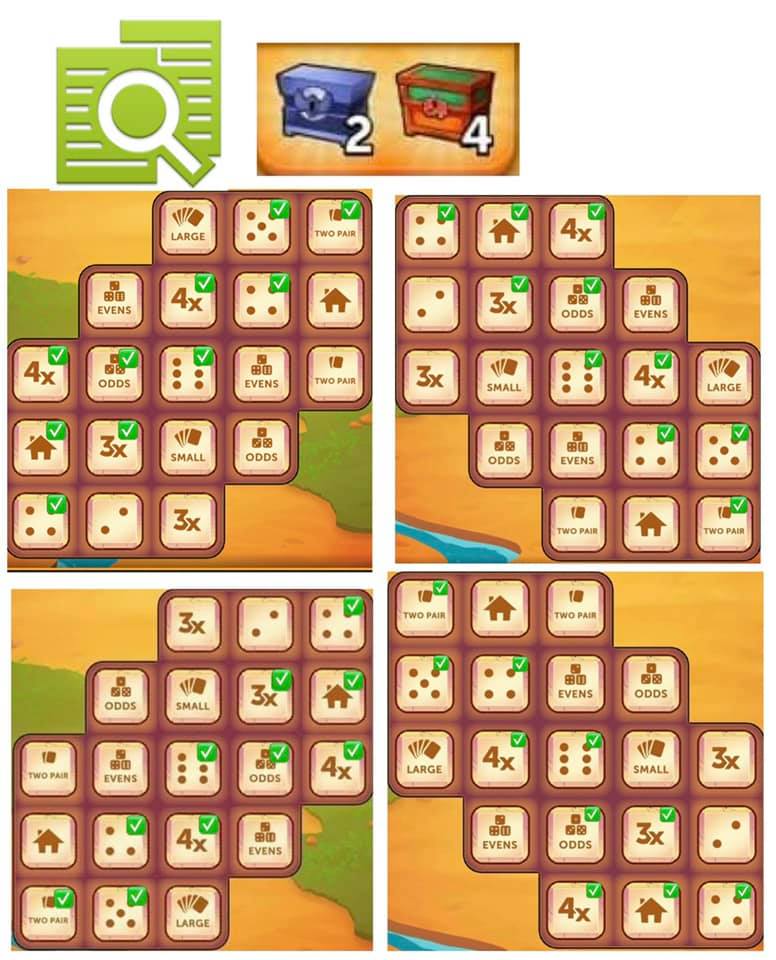 2 4
LARGE TWO PAIR
EVENS 4x
4x ODDS EVENS TWO PAIR
3x SMALL ODDS
3x
4x
3x ODDS EVENS
3x SMALL 4x LARGE
ODDS EVENS
TWO PAIR TWO PAIR
3x
ODDS SMALL 3x
TWO PAIR EVENS ODDS 4x
4x EVENS
TWO PAIR LARGE
TWO PAIR TWO PAIR
EVENS ODDS
LARGE 4x SMALL 3x
EVENS ODDS 3x
4x